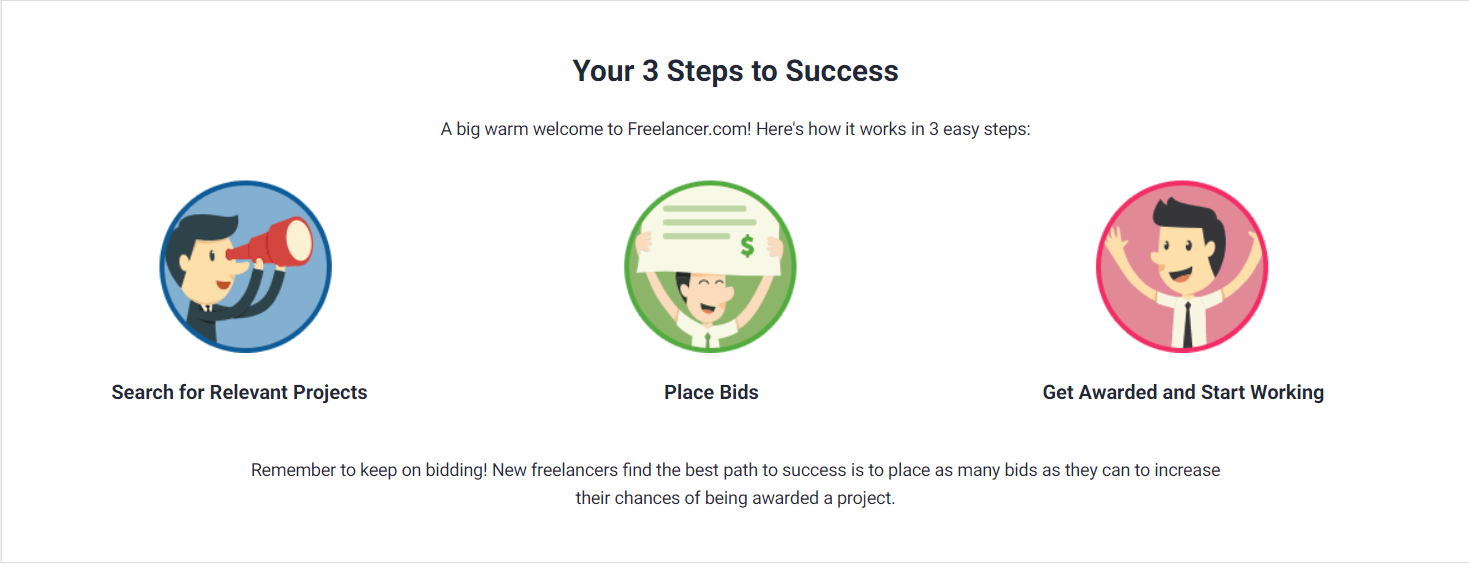 Your 3 Steps to Success
A big warm welcome to Freelancer.com! Here's how it works in 3 easy steps:
$
Search for Relevant Projects
Place Bids
Get Awarded and Start Working
Remember to keep on bidding! New freelancers find the best path to success is to place as many bids as they can to increase
their chances of being awarded a project.